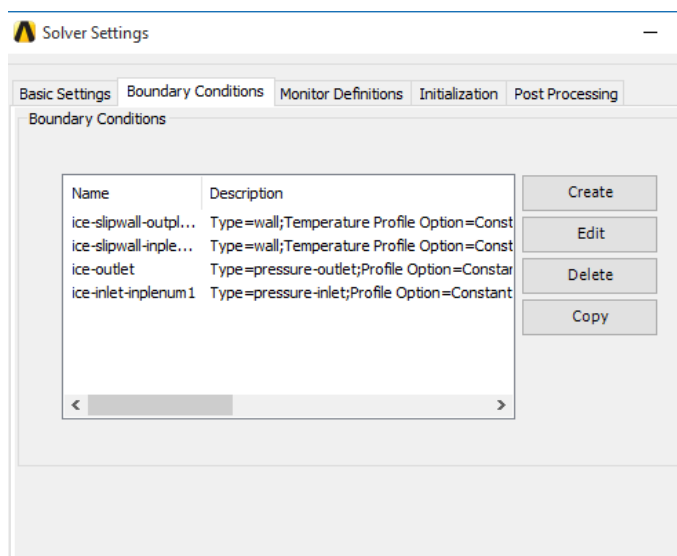 Solver Settings
Basic Settings Boundary Conditions Monitor Definitions Initialization Post Processing
Boundary Conditions
Name Description
ice-slipwall-outpl... Type=wall;Temperature Profile Option=Const
ice-slipwall-inple... Type=wall;Temperature Profile Option=Const
ice-outlet Type=pressure-outlet;Profile Option=Constar
ice-inlet-inplenum1 Type=pressure-inlet;Profile Option=Constant
Create
Edit
Delete
Copy